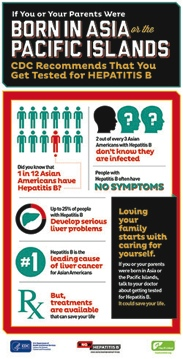 If You or Your Parents Were
BORN IN ASIA or the
PACIFIC ISLANDS
CDC Recommends That You
Get Tested for HEPATITIS B
Did you know that
1 in 12 Asian
Americans have
Hepatitis B?
? ? ?
2 out of every 3 Asian
Americans with Hepatitis B
don't know they
are infected
People with
Hepatitis B often have
NO SYMPTOMS
Up to 25% of people
with Hepatitis B
Develop serious
liver problems
#1
Hepatitis B is the
leading cause
of liver cancer
for Asian Americans
Rx
But,
treatments
are available
that can save your life
Loving
your
family
starts with
caring for
yourself.
If you or your parents
were born in Asia or
the Pacific Islands,
talk to your doctor
about getting tested
for Hepatitis B.
It could save your life.
CDC
HEPATITIS B